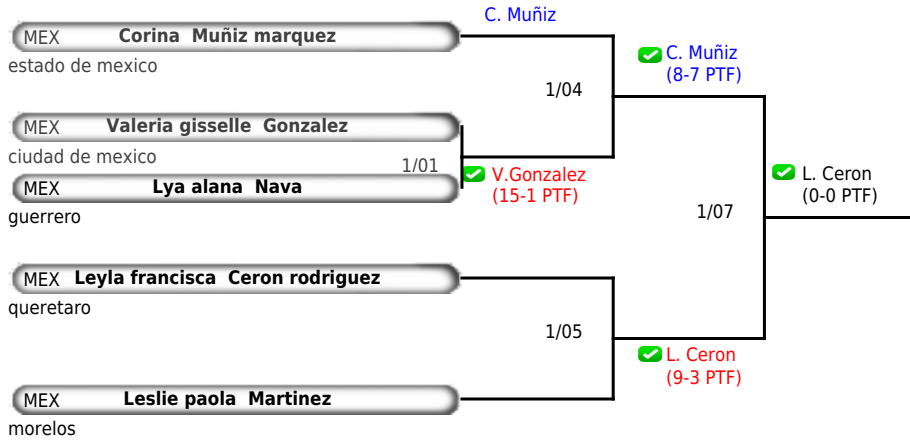 C. Muñiz
MEX Corina Muñiz marquez
estado de mexico
C. Muñiz
(8-7 PTF)
1/04
MEX Valeria gisselle Gonzalez
ciudad de mexico
1/01
V.Gonzalez
(15-1 PTF)
MEX Lya alana Nava
guerrero
L. Ceron
(0-0 PTF)
1/07
MEX Leyla francisca Ceron rodriguez
queretaro
1/05
L. Ceron
(9-3 PTF)
MEX Leslie paola Martinez
morelos